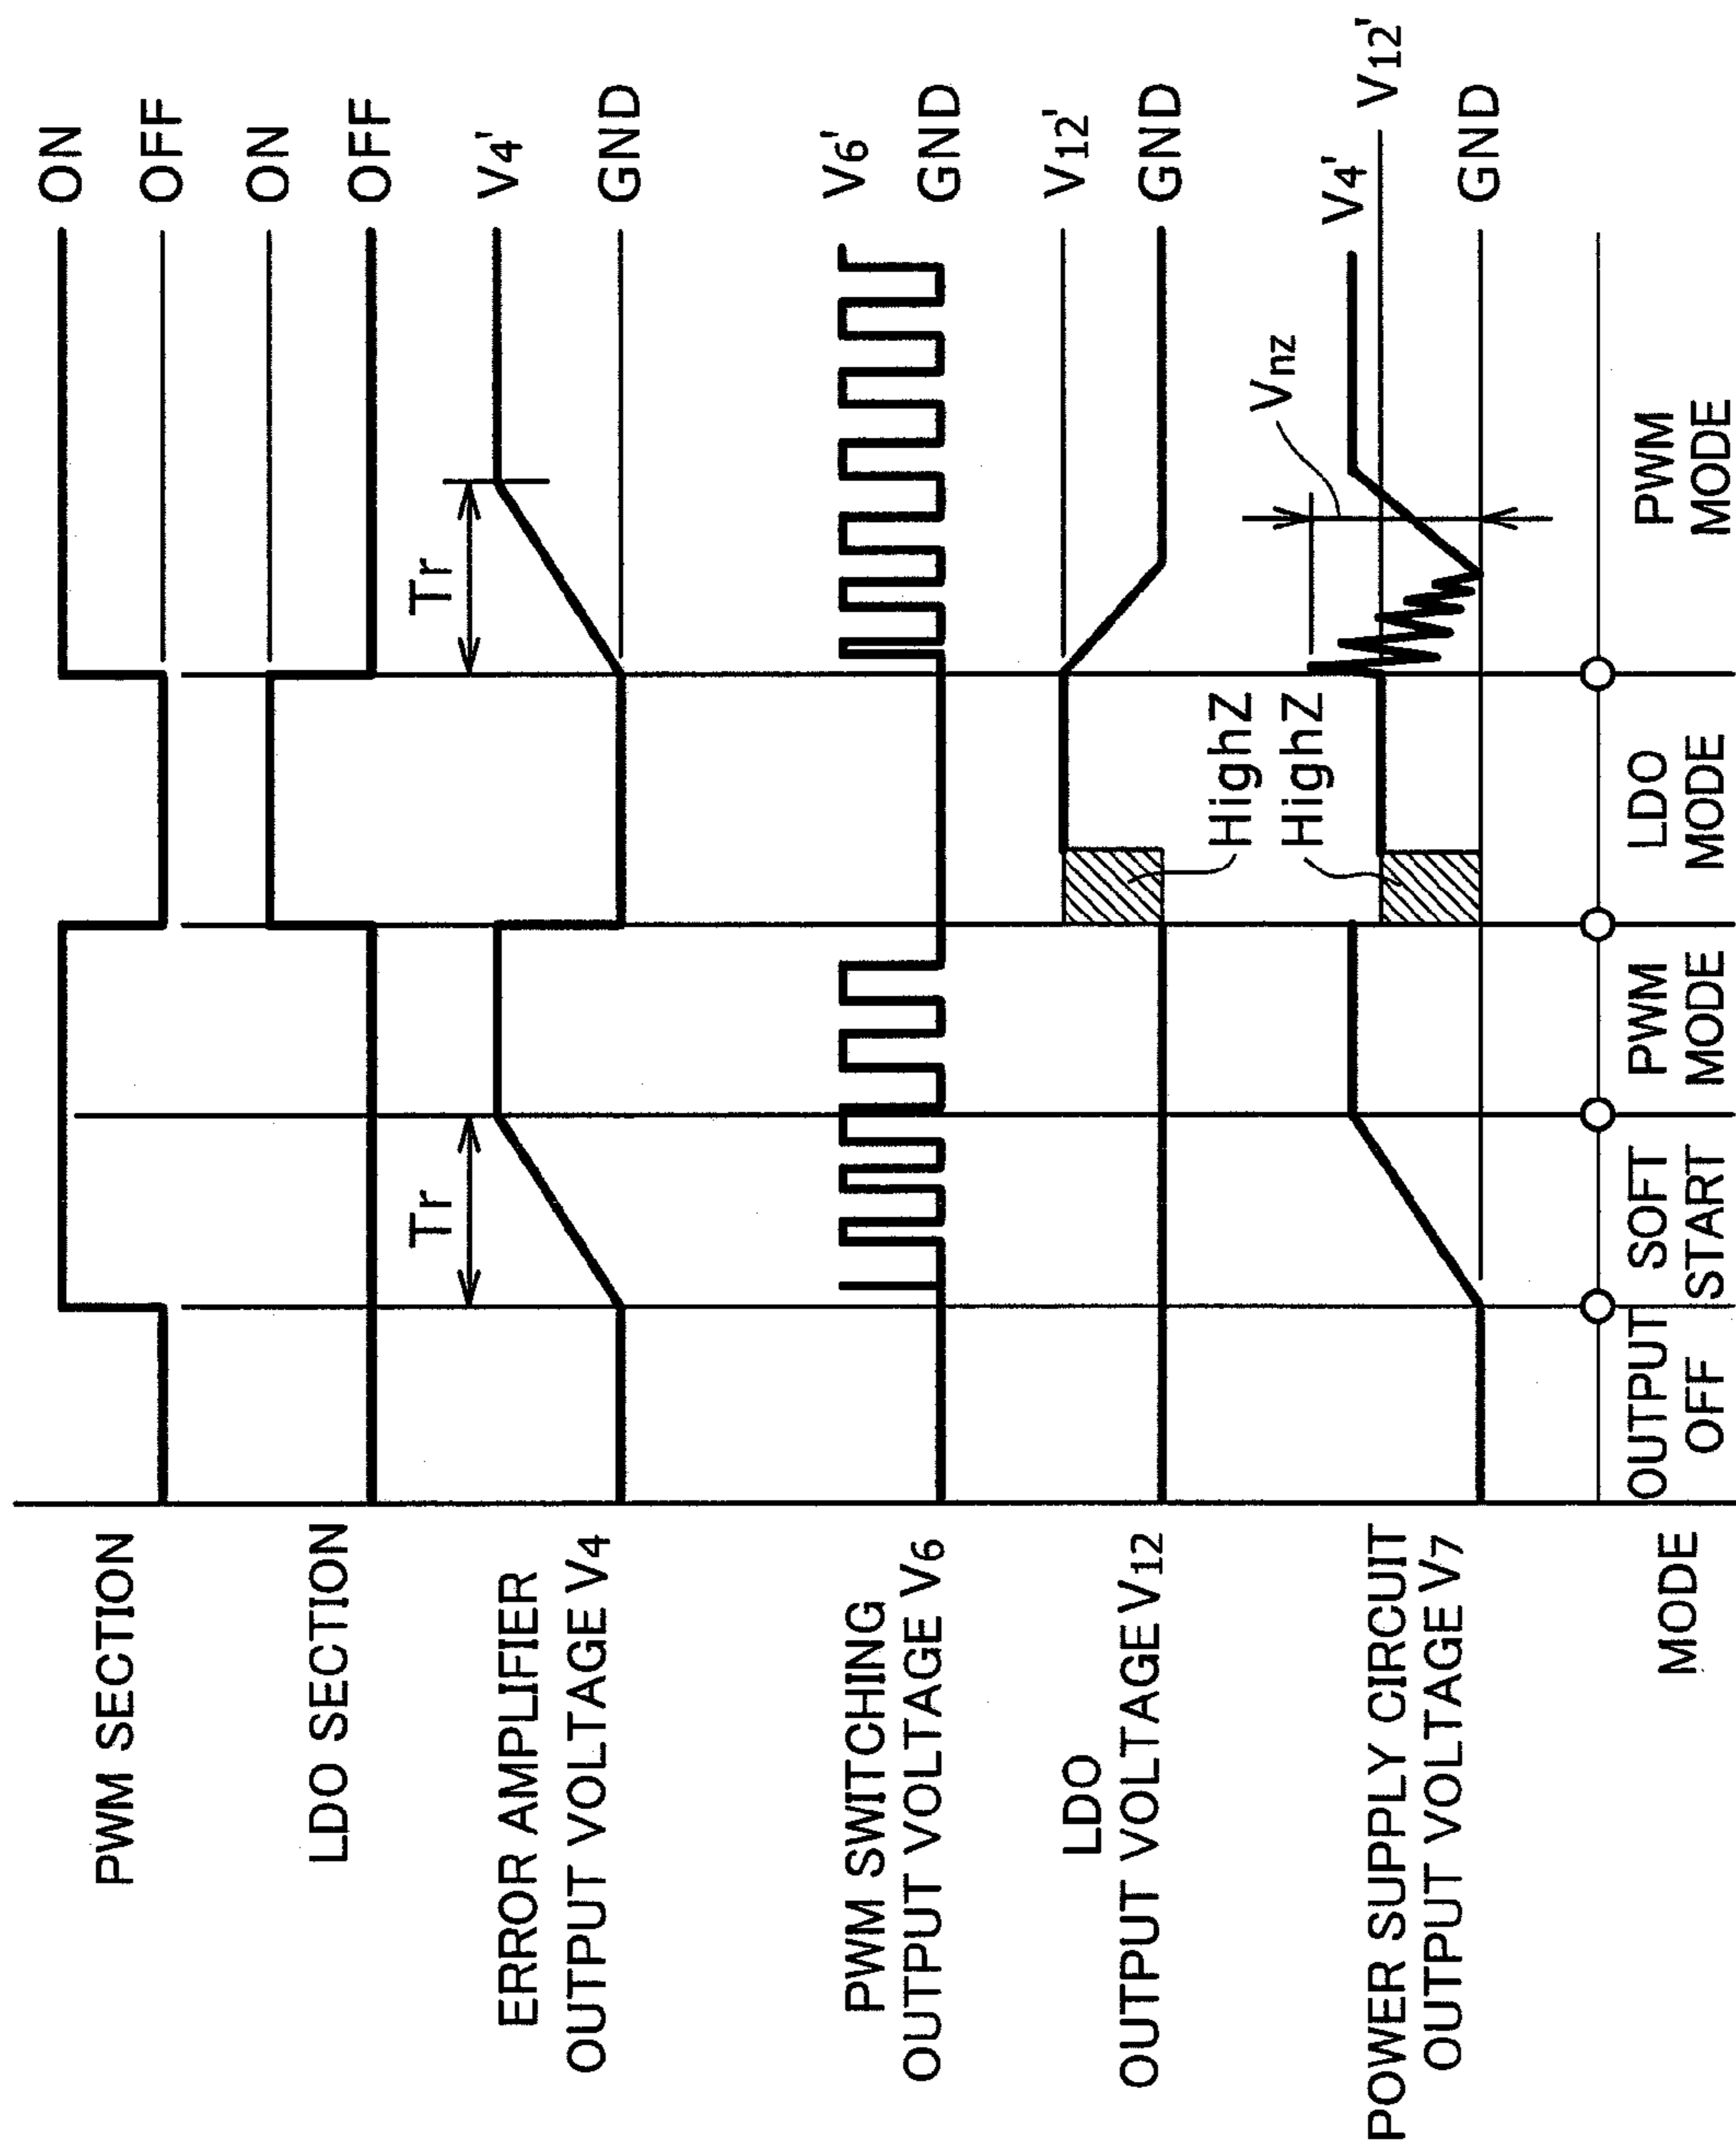 PWM SECTION
ON
OFF
LDO SECTION
ON
OFF
ERROR AMPLIFIER
OUTPUT VOLTAGE V4
Tr
Tr
V4'
GND
PWM SWITCHING
OUTPUT VOLTAGE V6
V6'
GND
LDO
OUTPUT VOLTAGE V12
V12'
GND
HighZ
HighZ
POWER SUPPLY CIRCUIT
OUTPUT VOLTAGE V7
Vnz
V4'
V12'
GND
MODE
OUTPUT
OFF
SOFT
START
PWM
MODE
LDO
MODE
PWM
MODE